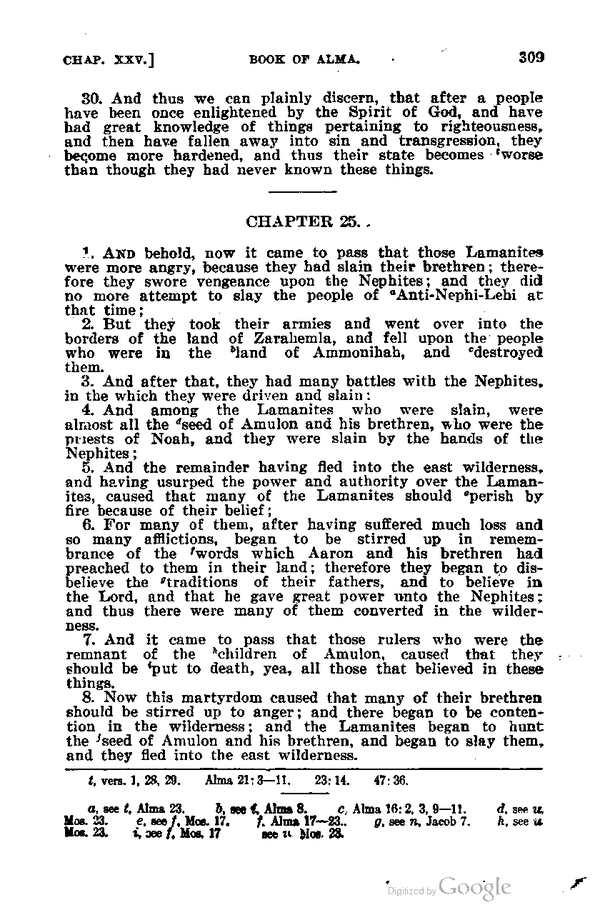 CHAP. XXV.] BOOK OF ALMA. 309
30. And thus we can plainly discern, that after a people
have been once enlightened by the Spirit of God, and have
had great knowledge of things pertaining to righteousness,
and then have fallen away into sin and transgression, they
become more hardened, and thus their state becomes ᵗworse
than though they had never known these things.
CHAPTER 25.
1. AND behold, now it came to pass that those Lamanites
were more angry, because they had slain their brethren; there-
fore they swore vengeance upon the Nephites; and they did
no more attempt to slay the people of ᵃAnti-Nephi-Lehi at
that time;
2. But they took their armies and went over into the
borders of the land of Zarahemla, and fell upon the people
who were in the ᵇland of Ammonihah, and ᶜdestroyed
them.
3. And after that, they had many battles with the Nephites,
in the which they were driven and slain:
4. And among the Lamanites who were slain, were
almost all the ᵈseed of Amulon and his brethren, who were the
priests of Noah, and they were slain by the hands of the
Nephites;
5. And the remainder having fled into the east wilderness,
and having usurped the power and authority over the Laman-
ites, caused that many of the Lamanites should ᵉperish by
fire because of their belief;
6. For many of them, after having suffered much loss and
so many afflictions, began to be stirred up in remem-
brance of the ᶠwords which Aaron and his brethren had
preached to them in their land; therefore they began to dis-
believe the ᵍtraditions of their fathers, and to believe in
the Lord, and that he gave great power unto the Nephites;
and thus there were many of them converted in the wilder-
ness.
7. And it came to pass that those rulers who were the
remnant of the ʰchildren of Amulon, caused that they
should be ⁱput to death, yea, all those that believed in these
things.
8. Now this martyrdom caused that many of their brethren
should be stirred up to anger; and there began to be conten-
tion in the wilderness; and the Lamanites began to hunt
the ʲseed of Amulon and his brethren, and began to slay them,
and they fled into the east wilderness.
t, vers. 1, 28, 29. Alma 21:3—11. 23:14. 47:36.
a, see t, Alma 23. b, see t, Alma 8. c, Alma 16:2, 3, 9—11. d, see u,
Mos. 23. e, see f, Mos. 17. f, Alma 17—23. g, see n, Jacob 7. h, see u
Mos. 23. i, see f, Mos. 17 see u Mos. 23.
Digitized by Google